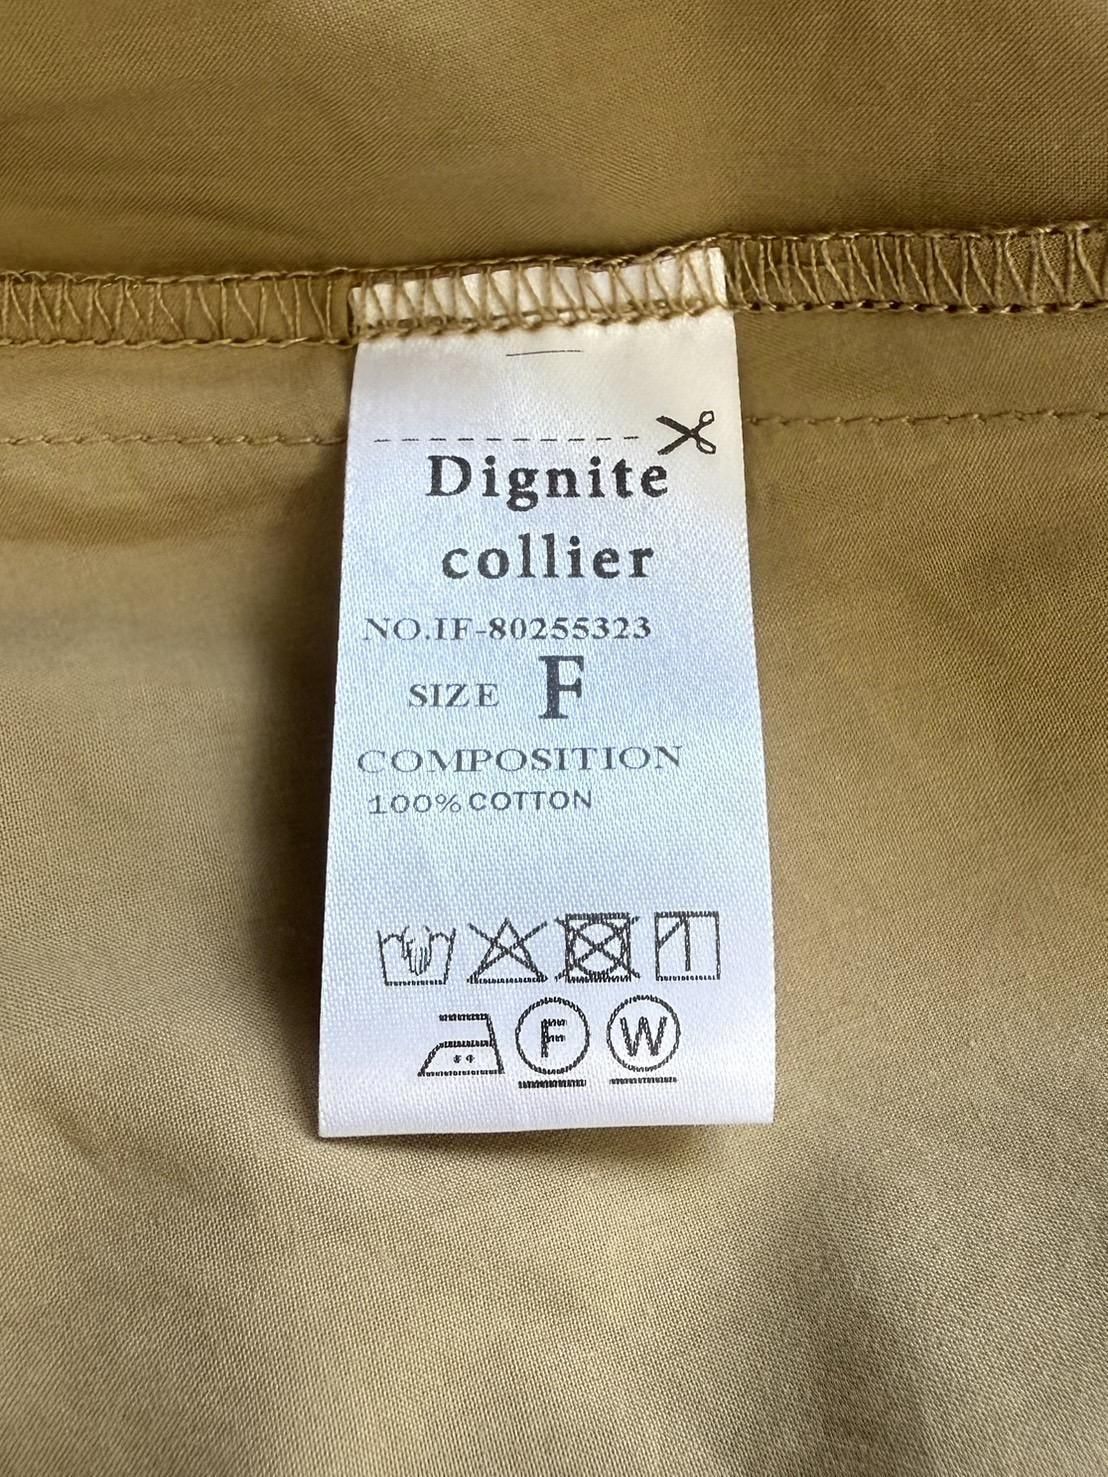 Dignite
collier
NO.IF-80255323
SIZE F
COMPOSITION
100% COTTON
F W